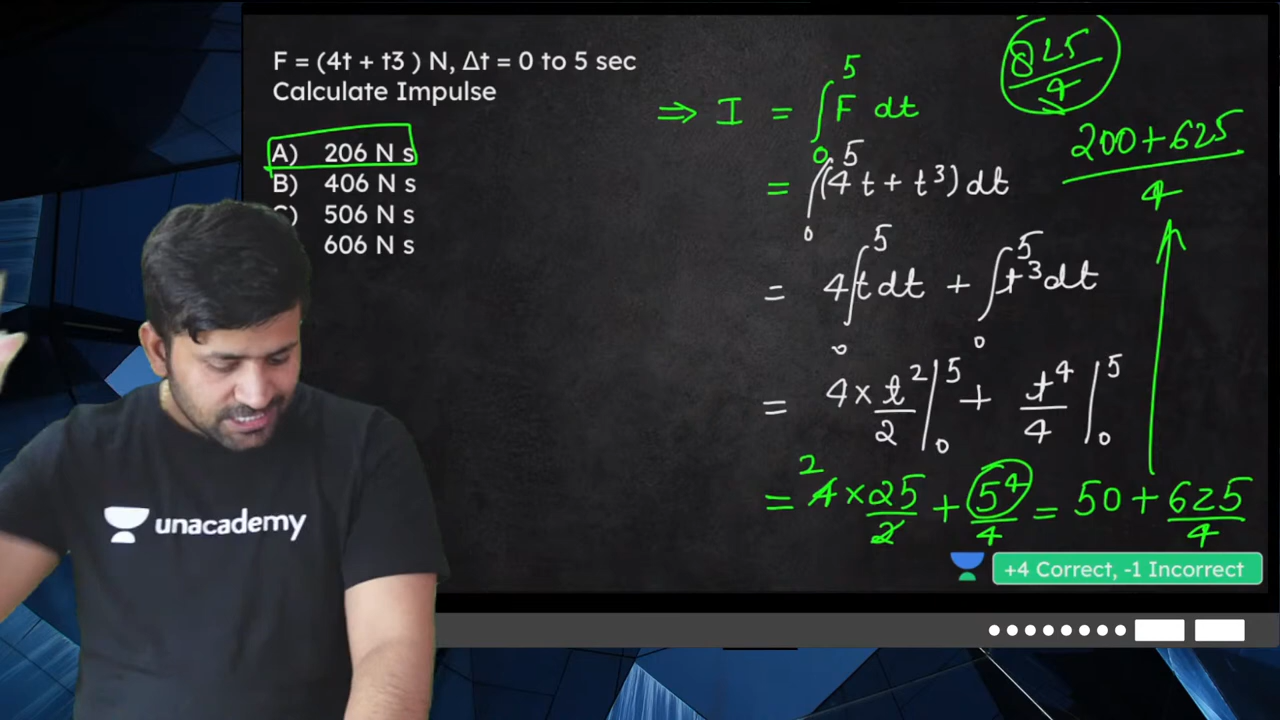 F = (4t + t3 ) N, Δt = 0 to 5 sec
Calculate Impulse
A) 206 N s
B) 406 N s
C) 506 N s
606 N s
⇒ I = ∫₀⁵ F dt
= ∫₀⁵ (4t + t³) dt
= 4∫₀⁵ t dt + ∫₀⁵ t³ dt
= 4 × t²/2 |₀⁵ + t⁴/4 |₀⁵
= 2 4 × 25/2 + 5⁴/4 = 50 + 625/4
200 + 625/4
825/4
unacademy
+4 Correct, -1 Incorrect